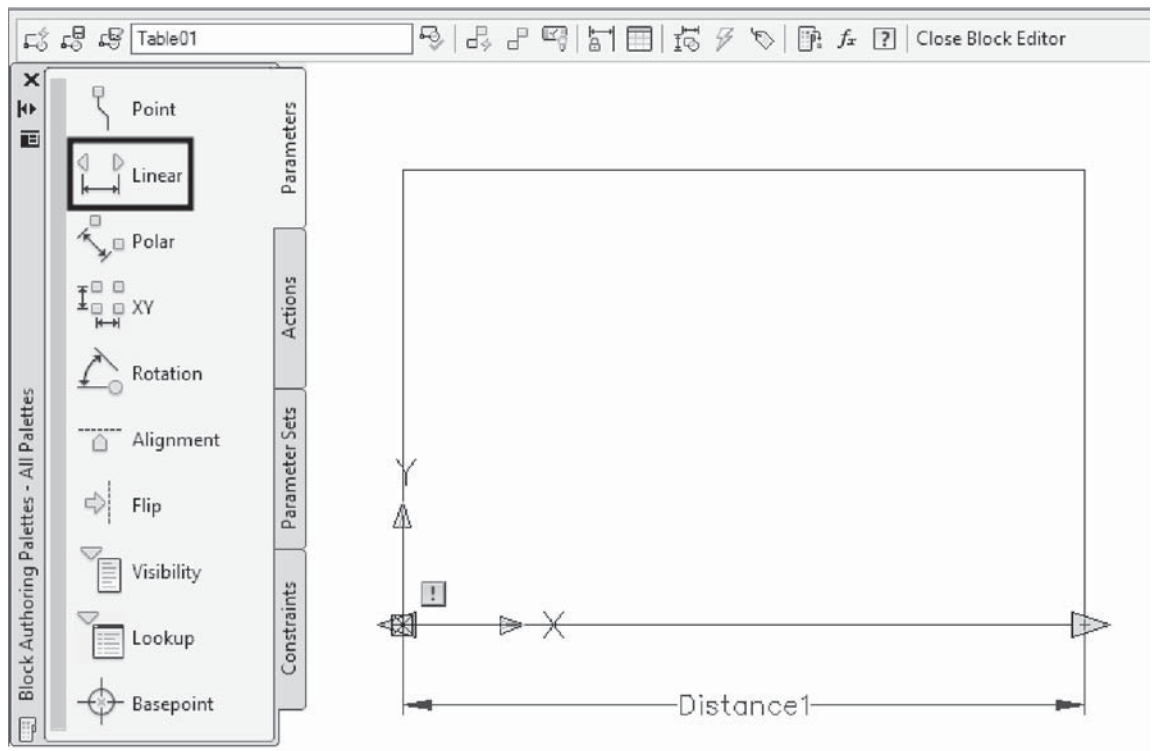 Table01
fx
?
Close Block Editor
Block Authoring Palettes - All Palettes
Point
Linear
Polar
XY
Rotation
Alignment
Flip
Visibility
Lookup
Basepoint
Parameters
Actions
Parameter Sets
Constraints
Y
!
X
Distance1